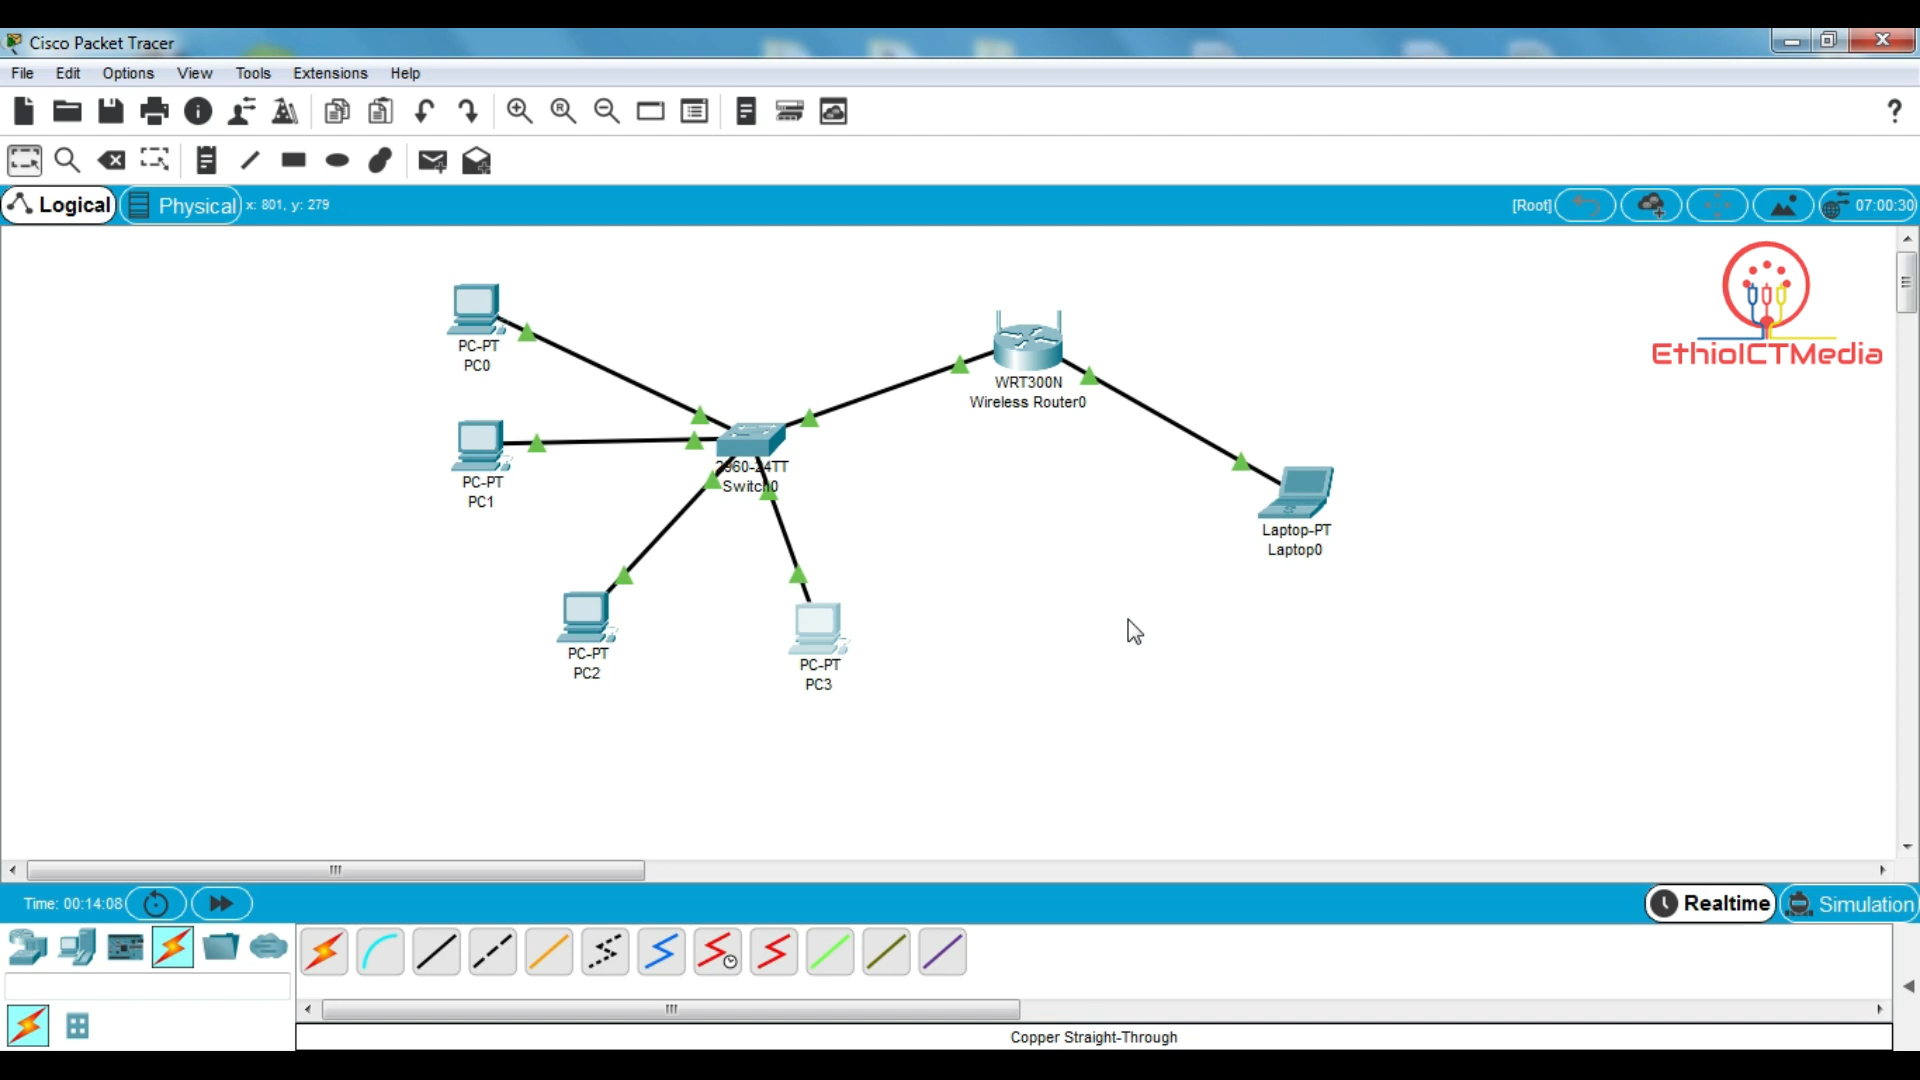 Cisco Packet Tracer
File Edit Options View Tools Extensions Help
?
Logical Physical x: 801, y: 279 [Root] 07:00:30
EthioICTMedia
PC-PT
PC0
WRT300N
Wireless Router0
PC-PT
PC1
2960-24TT
Switch0
Laptop-PT
Laptop0
PC-PT
PC2
PC-PT
PC3
Time: 00:14:08 Realtime Simulation
Copper Straight-Through